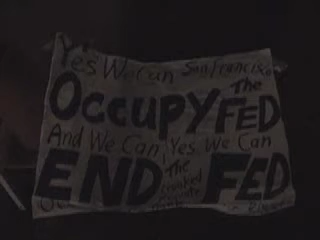 Yes We Can San Francisco
OCCUPY The FED
And We Can Yes We Can
END The FED